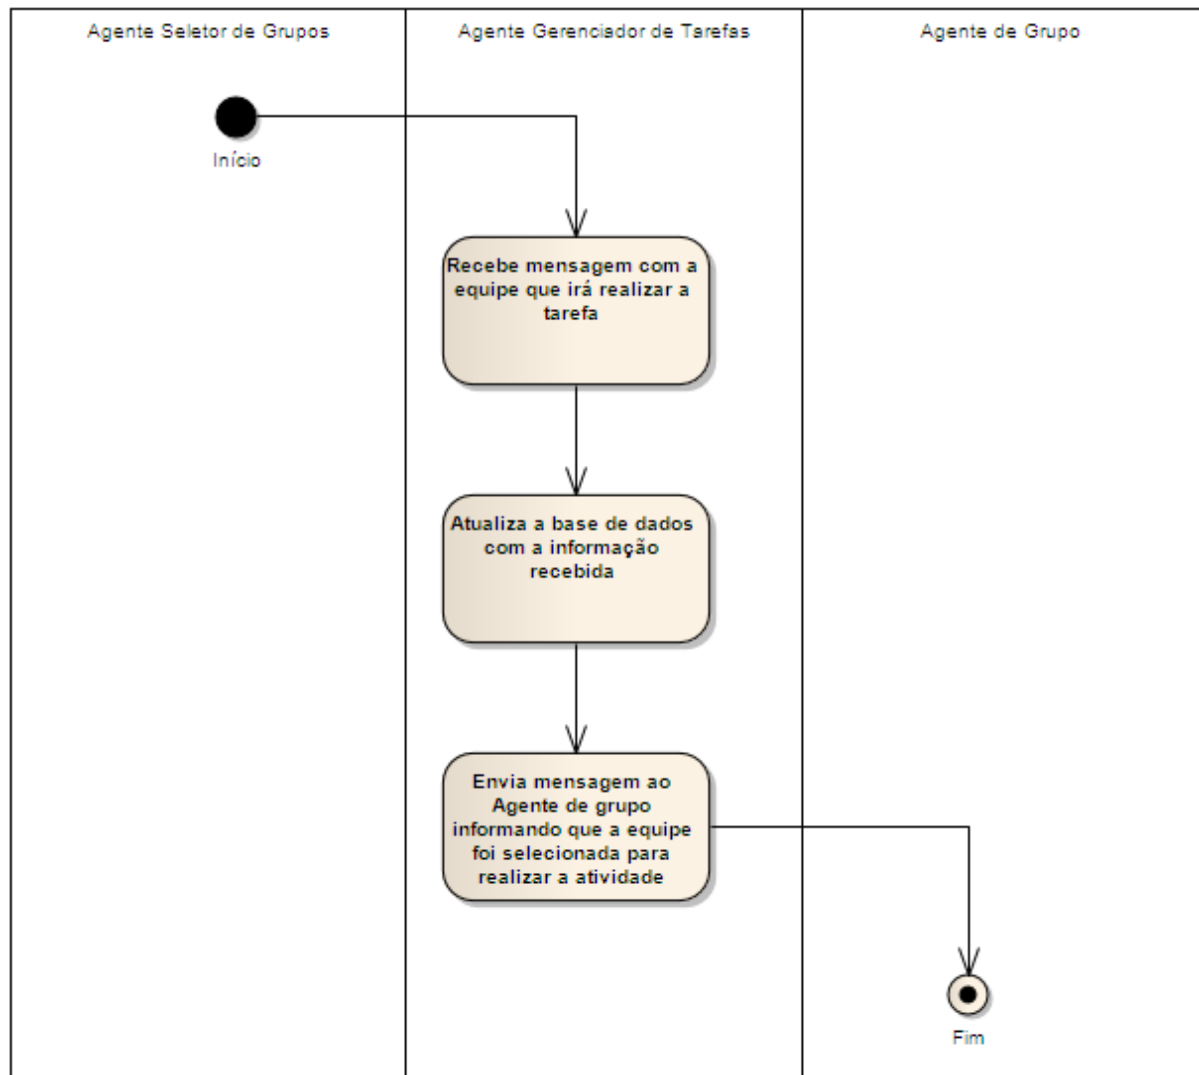 Agente Seletor de Grupos
Agente Gerenciador de Tarefas
Agente de Grupo
Início
Recebe mensagem com a
equipe que irá realizar a
tarefa
Atualiza a base de dados
com a informação
recebida
Envia mensagem ao
Agente de grupo
informando que a equipe
foi selecionada para
realizar a atividade
Fim